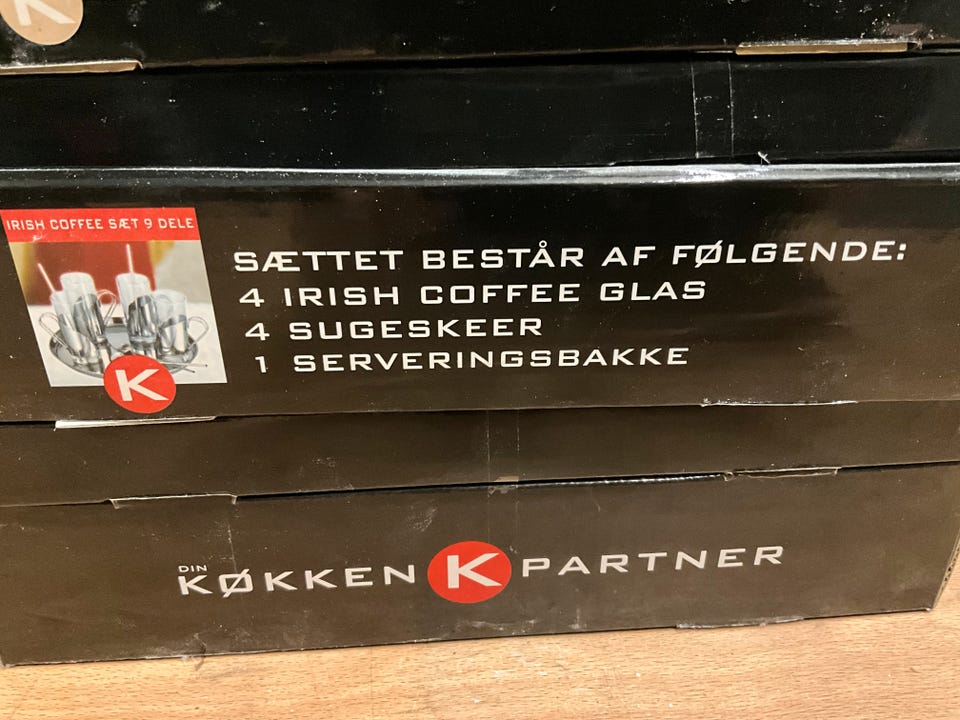 K
IRISH COFFEE SÆT 9 DELE
SÆTTET BESTÅR AF FØLGENDE:
4 IRISH COFFEE GLAS
4 SUGESKEER
1 SERVERINGSBAKKE
K
DIN
KØKKEN K PARTNER